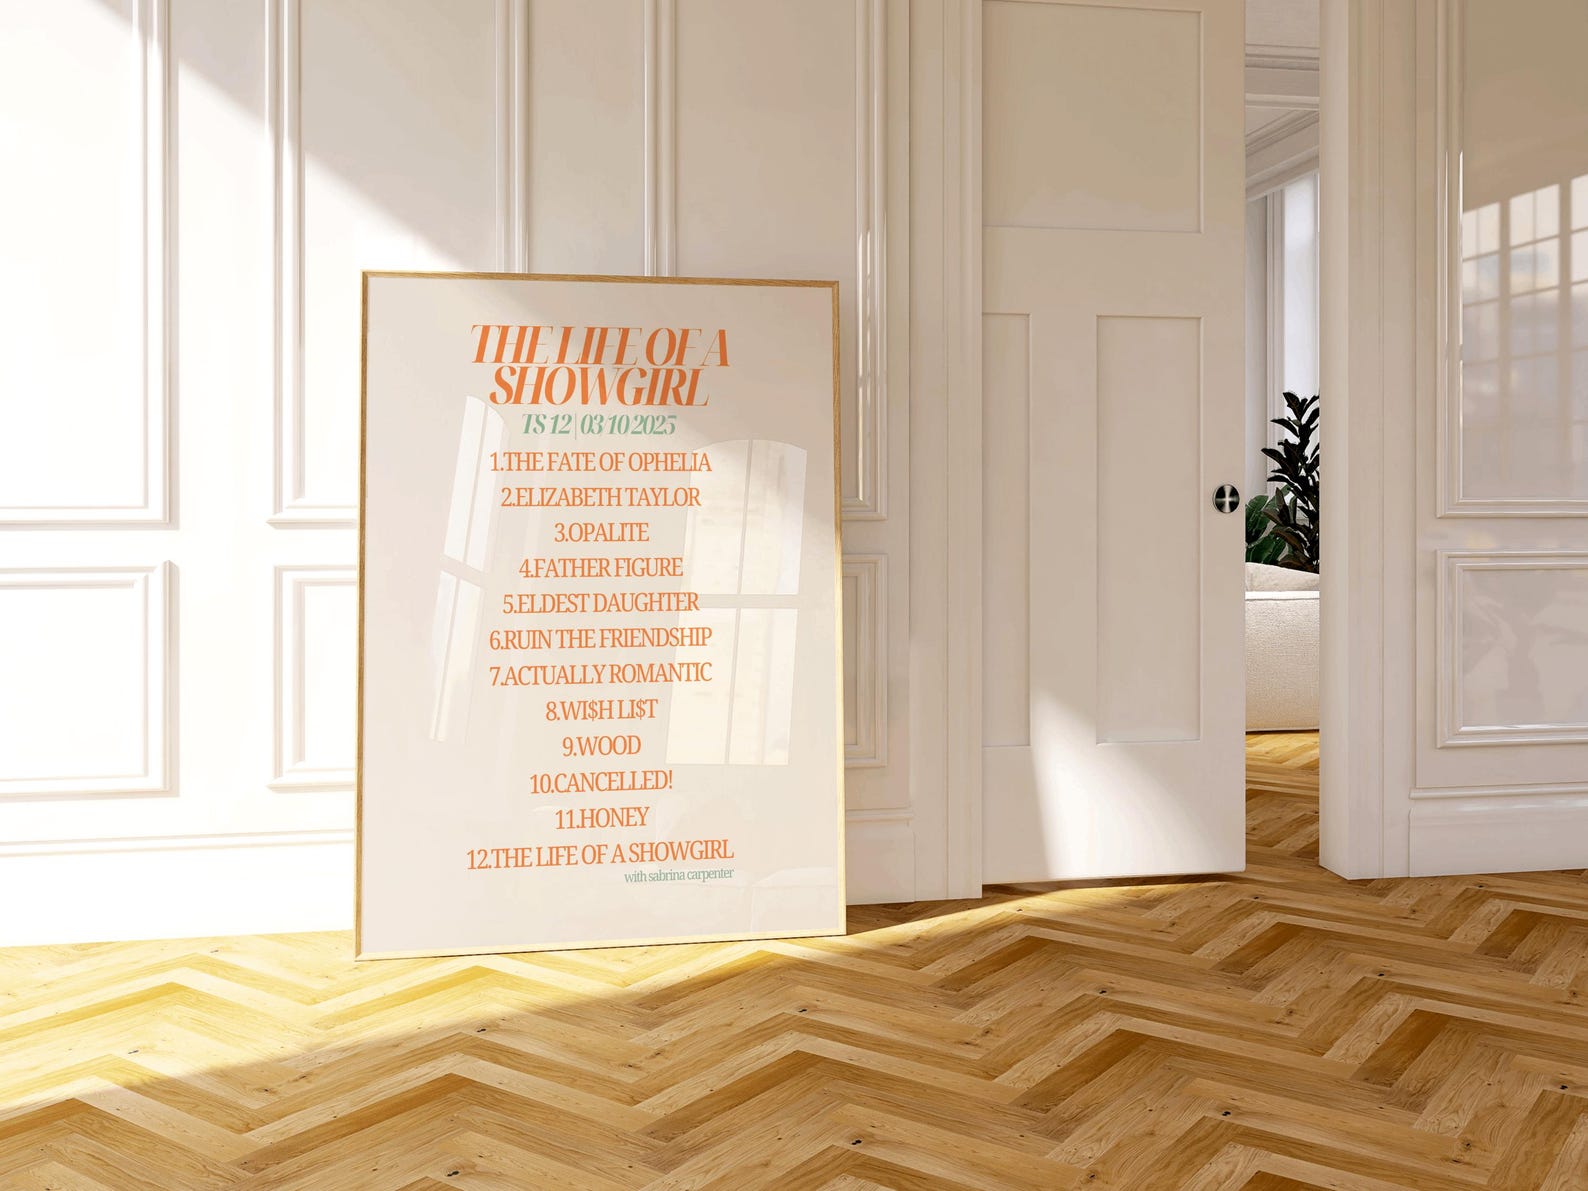 THE LIFE OF A
SHOWGIRL
TS 12 | 03 10 2025
1.THE FATE OF OPHELIA
2.ELIZABETH TAYLOR
3.OPALITE
4.FATHER FIGURE
5.ELDEST DAUGHTER
6.RUIN THE FRIENDSHIP
7.ACTUALLY ROMANTIC
8.WI$H LI$T
9.WOOD
10.CANCELLED!
11.HONEY
12.THE LIFE OF A SHOWGIRL
with sabrina carpenter